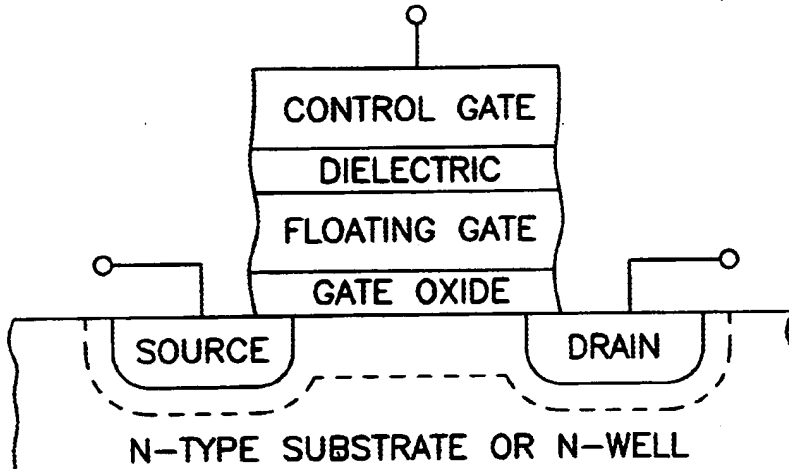 CONTROL GATE
DIELECTRIC
FLOATING GATE
GATE OXIDE
SOURCE
DRAIN
N-TYPE SUBSTRATE OR N-WELL